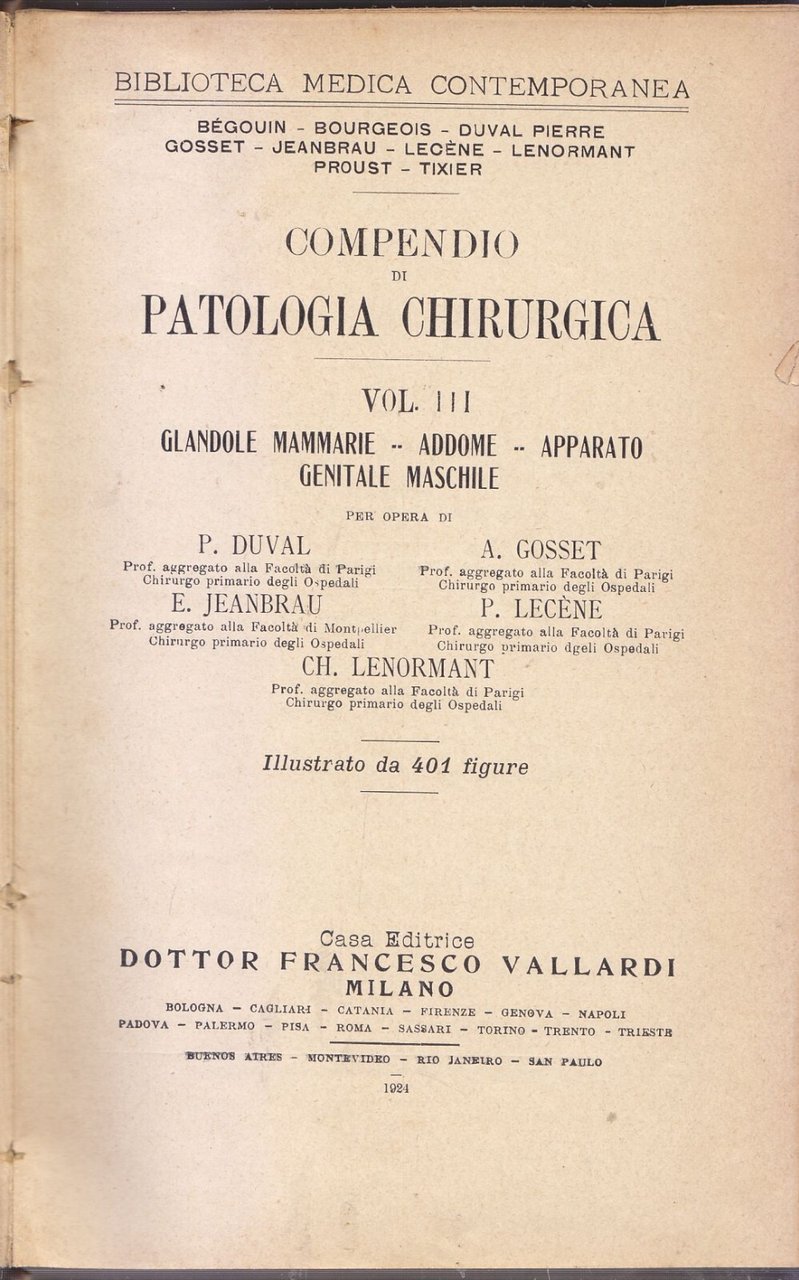 BIBLIOTECA MEDICA CONTEMPORANEA
BÉGOUIN - BOURGEOIS - DUVAL PIERRE
GOSSET - JEANBRAU - LECÈNE - LENORMANT
PROUST - TIXIER
COMPENDIO
DI
PATOLOGIA CHIRURGICA
VOL. III
GLANDOLE MAMMARIE -- ADDOME -- APPARATO
GENITALE MASCHILE
PER OPERA DI
P. DUVAL
Prof. aggregato alla Facoltà di Parigi
Chirurgo primario degli Ospedali
A. GOSSET
Prof. aggregato alla Facoltà di Parigi
Chirurgo primario degli Ospedali
E. JEANBRAU
Prof. aggregato alla Facoltà di Montpellier
Chirurgo primario degli Ospedali
P. LECÈNE
Prof. aggregato alla Facoltà di Parigi
Chirurgo primario dgeli Ospedali
CH. LENORMANT
Prof. aggregato alla Facoltà di Parigi
Chirurgo primario degli Ospedali
Illustrato da 401 figure
Casa Editrice
DOTTOR FRANCESCO VALLARDI
MILANO
BOLOGNA - CAGLIARI - CATANIA - FIRENZE - GENOVA - NAPOLI
PADOVA - PALERMO - PISA - ROMA - SASSARI - TORINO - TRENTO - TRIESTE
BUENOS AIRES - MONTEVIDEO - RIO JANEIRO - SAN PAULO
1924